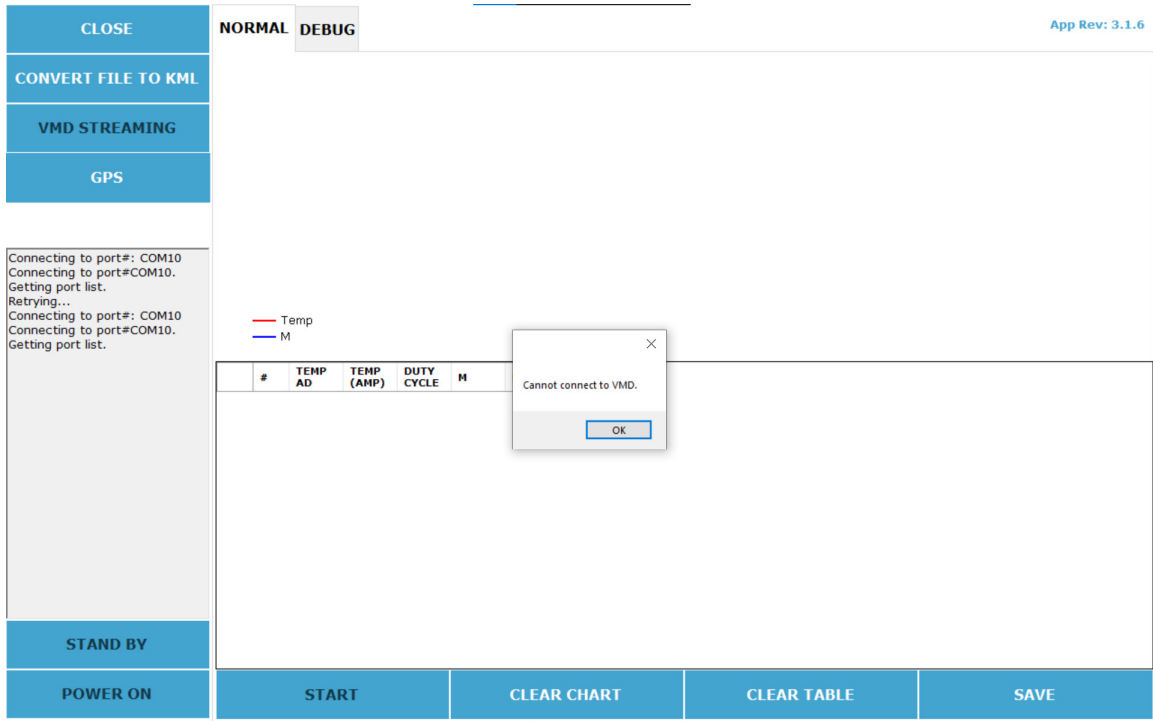 CLOSE
CONVERT FILE TO KML
VMD STREAMING
GPS
Connecting to port#: COM10
Connecting to port#COM10.
Getting port list.
Retrying...
Connecting to port#: COM10
Connecting to port#COM10.
Getting port list.
STAND BY
POWER ON
NORMAL DEBUG
App Rev: 3.1.6
Temp
M
# TEMP AD TEMP (AMP) DUTY CYCLE M
Cannot connect to VMD.
OK
START CLEAR CHART CLEAR TABLE SAVE